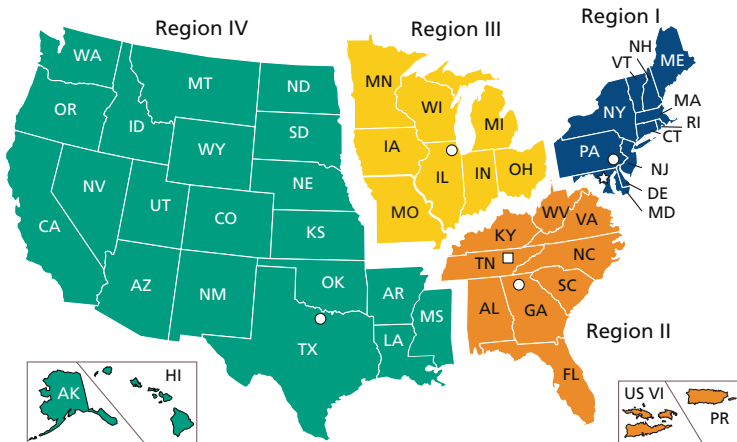 Region IV
Region III
Region I
WA
MT
ND
OR
ID
SD
WY
NE
NV
UT
CO
CA
KS
AZ
NM
OK
AR
TX
LA
MS
AK
HI
MN
WI
MI
IA
IL
IN
OH
MO
NH
VT
ME
NY
MA
RI
CT
PA
NJ
DE
MD
WV
VA
KY
TN
NC
SC
AL
GA
FL
Region II
US VI
PR